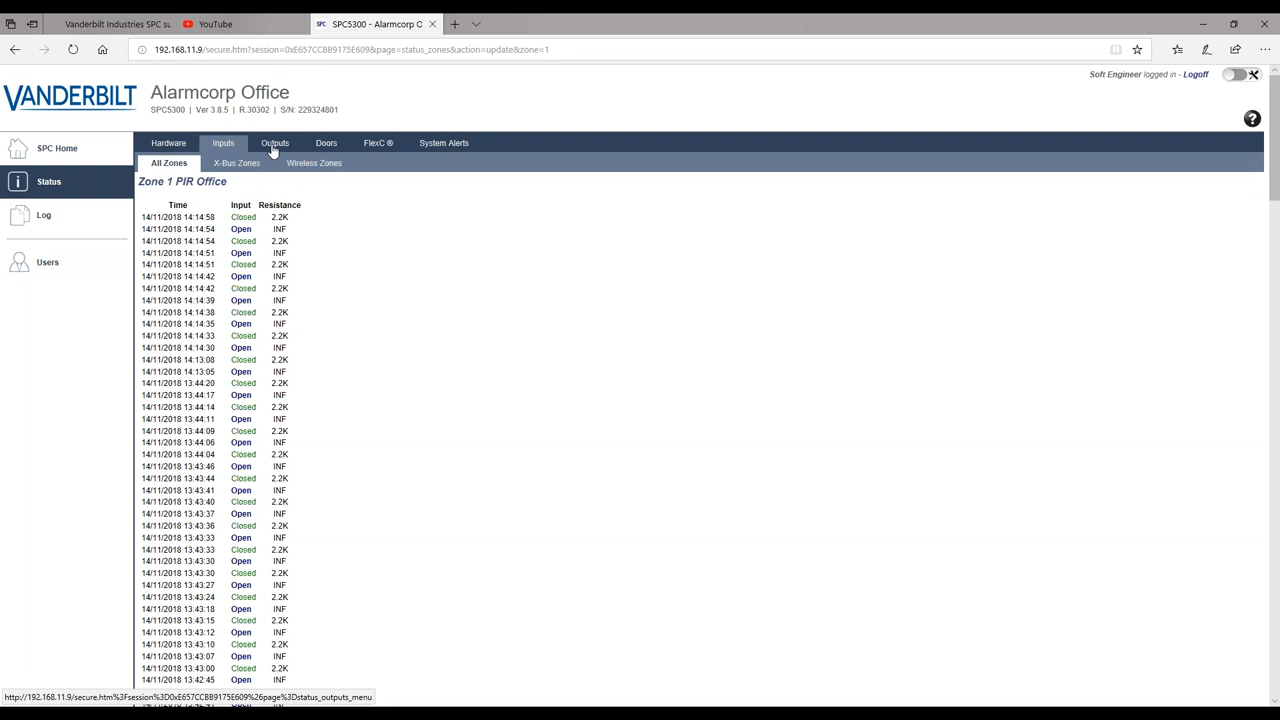 Vanderbilt Industries SPC su
YouTube
SPC SPC5300 - Alarmcorp O
192.168.11.9/secure.htm?session=0xE657CCBB9175E609&page=status_zones&action=update&zone=1
Soft Engineer logged in - Logoff
VANDERBILT
Alarmcorp Office
SPC5300 | Ver 3.8.5 | R.30302 | S/N: 229324801
SPC Home
Status
Log
Users
Hardware Inputs Outputs Doors FlexC ® System Alerts
All Zones X-Bus Zones Wireless Zones
Zone 1 PIR Office
Time Input Resistance
14/11/2018 14:14:58 Closed 2.2K
14/11/2018 14:14:54 Open INF
14/11/2018 14:14:54 Closed 2.2K
14/11/2018 14:14:51 Open INF
14/11/2018 14:14:51 Closed 2.2K
14/11/2018 14:14:42 Open INF
14/11/2018 14:14:42 Closed 2.2K
14/11/2018 14:14:39 Open INF
14/11/2018 14:14:38 Closed 2.2K
14/11/2018 14:14:35 Open INF
14/11/2018 14:14:33 Closed 2.2K
14/11/2018 14:14:30 Open INF
14/11/2018 14:13:08 Closed 2.2K
14/11/2018 14:13:05 Open INF
14/11/2018 13:44:20 Closed 2.2K
14/11/2018 13:44:17 Open INF
14/11/2018 13:44:14 Closed 2.2K
14/11/2018 13:44:11 Open INF
14/11/2018 13:44:09 Closed 2.2K
14/11/2018 13:44:06 Open INF
14/11/2018 13:44:04 Closed 2.2K
14/11/2018 13:43:46 Open INF
14/11/2018 13:43:44 Closed 2.2K
14/11/2018 13:43:41 Open INF
14/11/2018 13:43:40 Closed 2.2K
14/11/2018 13:43:37 Open INF
14/11/2018 13:43:36 Closed 2.2K
14/11/2018 13:43:33 Open INF
14/11/2018 13:43:33 Closed 2.2K
14/11/2018 13:43:30 Open INF
14/11/2018 13:43:30 Closed 2.2K
14/11/2018 13:43:27 Open INF
14/11/2018 13:43:24 Closed 2.2K
14/11/2018 13:43:18 Open INF
14/11/2018 13:43:15 Closed 2.2K
14/11/2018 13:43:12 Open INF
14/11/2018 13:43:10 Closed 2.2K
14/11/2018 13:43:07 Open INF
14/11/2018 13:43:00 Closed 2.2K
14/11/2018 13:42:45 Open INF
http://192.168.11.9/secure.htm%3Fsession%3D0xE657CCBB9175E609%26page%3Dstatus_outputs_menu